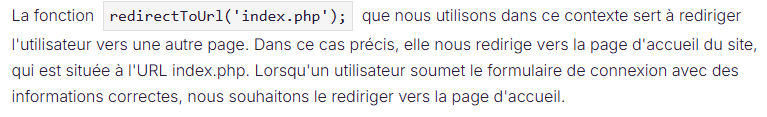 La fonction redirectToUrl('index.php'); que nous utilisons dans ce contexte sert à rediriger
l'utilisateur vers une autre page. Dans ce cas précis, elle nous redirige vers la page d'accueil du site,
qui est située à l'URL index.php. Lorsqu'un utilisateur soumet le formulaire de connexion avec des
informations correctes, nous souhaitons le rediriger vers la page d'accueil.